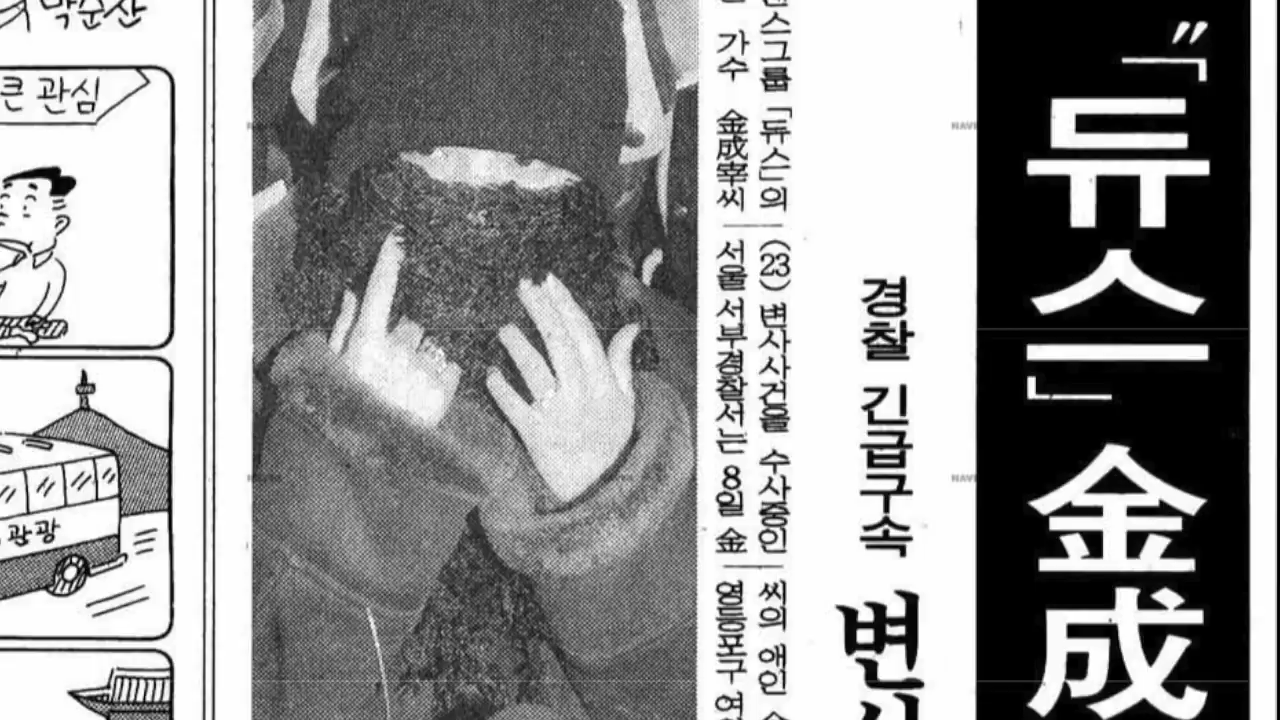 “「듀스」金成
경찰 긴급구속 변
댄스그룹 「듀스」의
가수 金成宰씨
(23) 변사사건을 수사중인
서울 서부경찰서는 8일 金
씨의 애인
영등포구 여
큰 관심
관광